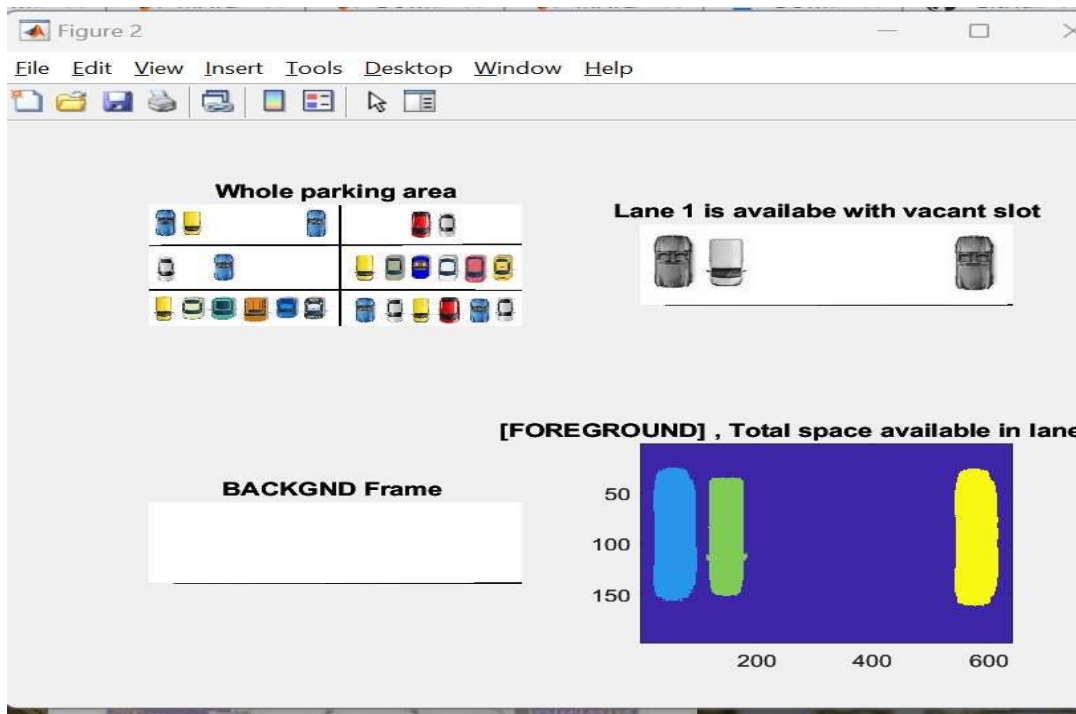 Figure 2
File Edit View Insert Tools Desktop Window Help
Whole parking area
Lane 1 is availabe with vacant slot
BACKGND Frame
[FOREGROUND] , Total space available in lane
50
100
150
200 400 600